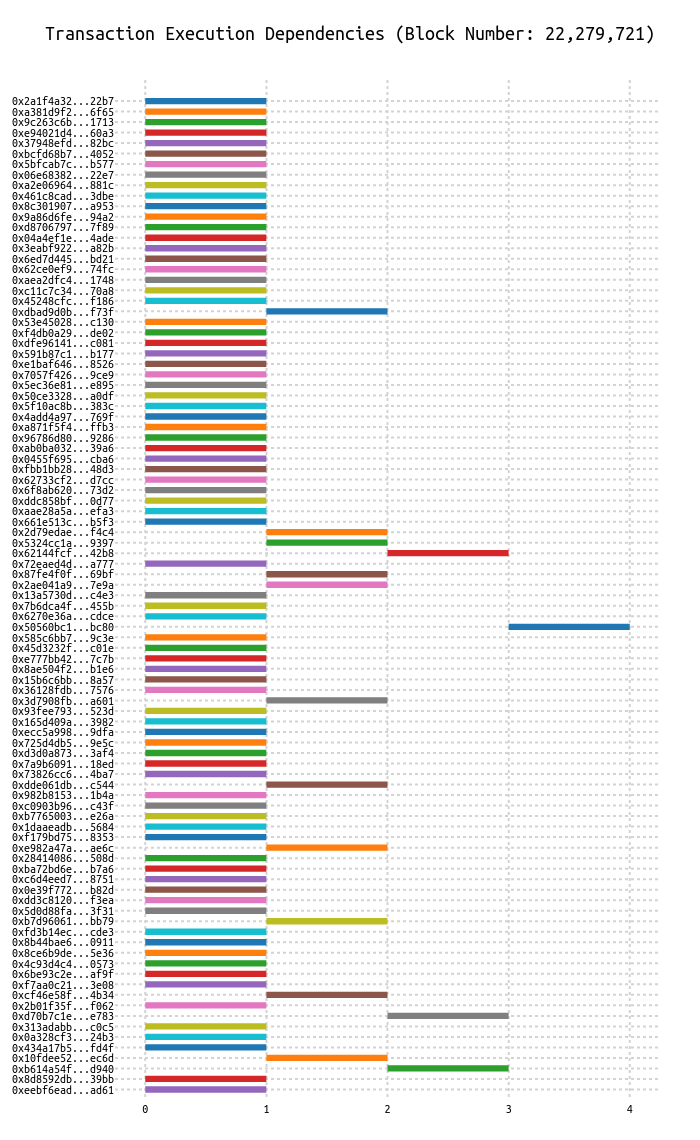 Transaction Execution Dependencies (Block Number: 22,279,721)
0x2a1f4a32...22b7
0xa381d9f2...6f65
0x9c263c6b...1713
0xe94021d4...60a3
0x37948efd...82bc
0xbcfd68b7...4052
0x5bfcab7c...b577
0x06e68382...22e7
0xa2e06964...881c
0x461c8cad...3dbe
0x8c301907...a953
0x9a86d6fe...94a2
0xd8706797...7f89
0x04a4ef1e...4ade
0x3eabf922...a82b
0x6ed7d445...bd21
0x62ce0ef9...74fc
0xaea2dfc4...1748
0xc11c7c34...70a8
0x45248cfc...f186
0xdbad9d0b...f73f
0x53e45028...c130
0xf4db0a29...de02
0xdfe96141...c081
0x591b87c1...b177
0xe1baf646...8526
0x7057f426...9ce9
0x5ec36e81...e895
0x50ce3328...a0df
0x5f10ac8b...383c
0x4add4a97...769f
0xa871f5f4...ffb3
0x96786d80...9286
0xab0ba032...39a6
0x0455f695...cba6
0xfbb1bb28...48d3
0x62733cf2...d7cc
0x6f8ab620...73d2
0xddc858bf...0d77
0xaae28a5a...efa3
0x661e513c...b5f3
0x2d79edae...f4c4
0x5324cc1a...9397
0x62144fcf...42b8
0x72eaed4d...a777
0x87fe4f0f...69bf
0x2ae041a9...7e9a
0x13a5730d...c4e3
0x7b6dca4f...455b
0x6270e36a...cdce
0x50560bc1...bc80
0x585c6bb7...9c3e
0x45d3232f...c01e
0xe777bb42...7c7b
0x8ae504f2...b1e6
0x15b6c6bb...8a57
0x36128fdb...7576
0x3d7908fb...a601
0x93fee793...523d
0x165d409a...3982
0xecc5a998...9dfa
0x725d4db5...9e5c
0xd3d0a873...3af4
0x7a9b6091...18ed
0x73826cc6...4ba7
0xdde061db...c544
0x982b8153...1b4a
0xc0903b96...c43f
0xb7765003...e26a
0x1daaeadb...5684
0xf179bd75...8353
0xe982a47a...ae6c
0x28414086...508d
0xba72bd6e...b7a6
0xc6d4eed7...8751
0x0e39f772...b82d
0xdd3c8120...f3ea
0x5d0d88fa...3f31
0xb7d96061...bb79
0xfd3b14ec...cde3
0x8b44bae6...0911
0x8ce6b9de...5e36
0x4c93d4c4...0573
0x6be93c2e...af9f
0xf7aa0c21...3e08
0xcf46e58f...4b34
0x2b01f35f...f062
0xd70b7c1e...e783
0x313adabb...c0c5
0x0a328cf3...24b3
0x434a17b5...fd4f
0x10fdee52...ec6d
0xb614a54f...d940
0x8d8592db...39bb
0xeebf6ead...ad61
0 1 2 3 4